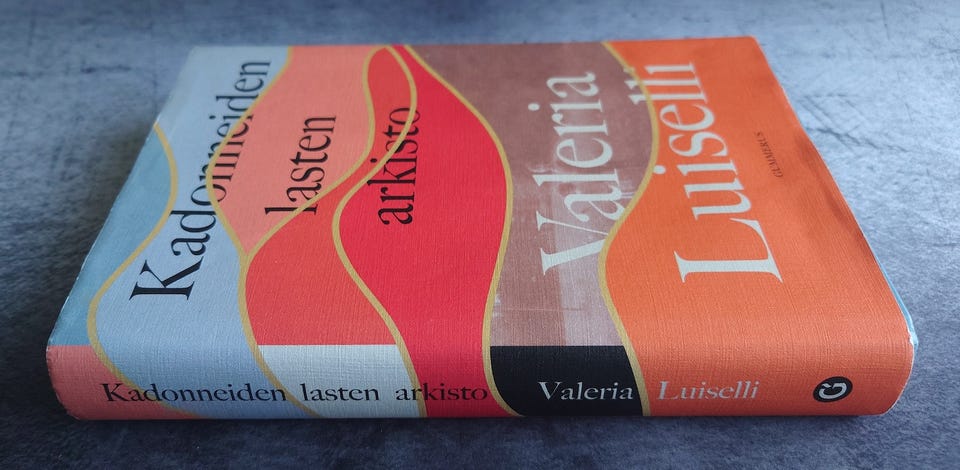 Kadonneiden
lasten
arkisto
Valeria
Luiselli
GUMMERUS
Kadonneiden lasten arkisto Valeria Luiselli G